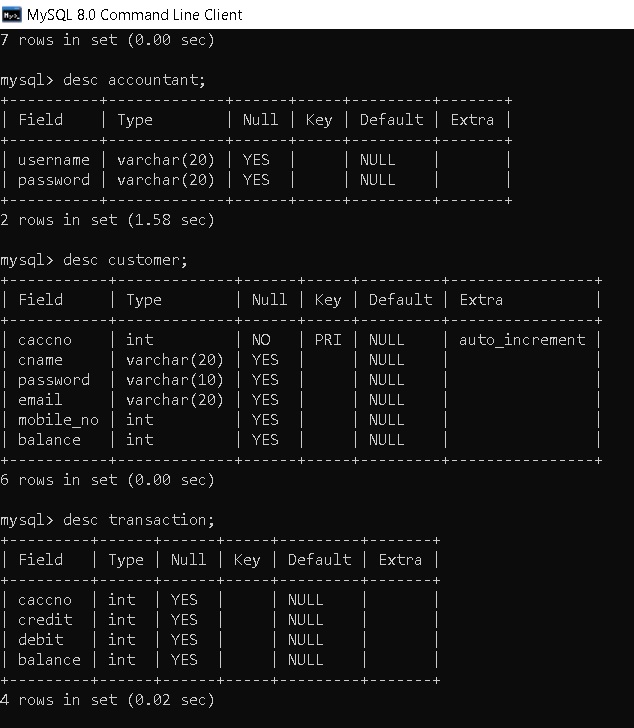 MySQL 8.0 Command Line Client
7 rows in set (0.00 sec)
mysql> desc accountant;
+----------+-------------+------+-----+---------+-------+
| Field    | Type        | Null | Key | Default | Extra |
+----------+-------------+------+-----+---------+-------+
| username | varchar(20) | YES  |     | NULL    |       |
| password | varchar(20) | YES  |     | NULL    |       |
+----------+-------------+------+-----+---------+-------+
2 rows in set (1.58 sec)
mysql> desc customer;
+-----------+-------------+------+-----+---------+----------------+
| Field     | Type        | Null | Key | Default | Extra          |
+-----------+-------------+------+-----+---------+----------------+
| caccno    | int         | NO   | PRI | NULL    | auto_increment |
| cname     | varchar(20) | YES  |     | NULL    |                |
| password  | varchar(10) | YES  |     | NULL    |                |
| email     | varchar(20) | YES  |     | NULL    |                |
| mobile_no | int         | YES  |     | NULL    |                |
| balance   | int         | YES  |     | NULL    |                |
+-----------+-------------+------+-----+---------+----------------+
6 rows in set (0.00 sec)
mysql> desc transaction;
+---------+------+------+-----+---------+-------+
| Field   | Type | Null | Key | Default | Extra |
+---------+------+------+-----+---------+-------+
| caccno  | int  | YES  |     | NULL    |       |
| credit  | int  | YES  |     | NULL    |       |
| debit   | int  | YES  |     | NULL    |       |
| balance | int  | YES  |     | NULL    |       |
+---------+------+------+-----+---------+-------+
4 rows in set (0.02 sec)